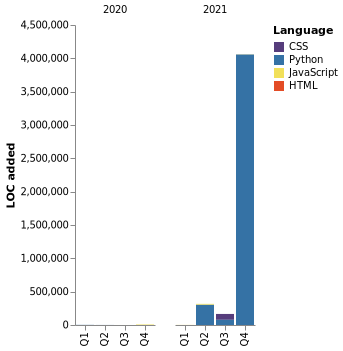 2020 2021
Language
CSS
Python
JavaScript
HTML
LOC added
4,500,000
4,000,000
3,500,000
3,000,000
2,500,000
2,000,000
1,500,000
1,000,000
500,000
0
Q1 Q2 Q3 Q4 Q1 Q2 Q3 Q4